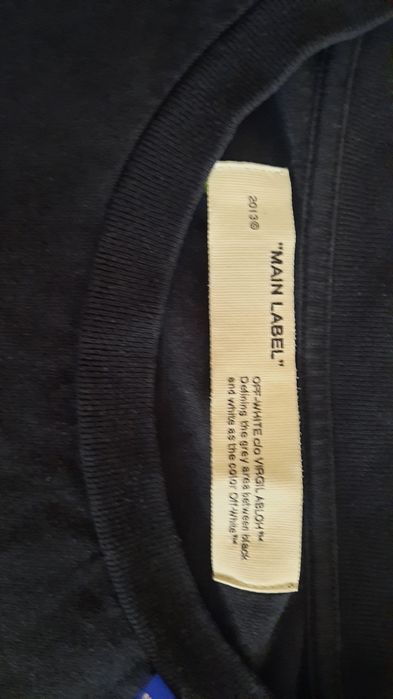 "MAIN LABEL"
2013©
OFF-WHITE c/o VIRGIL ABLOH™
Defining the grey area between black
and white as the color Off-White™